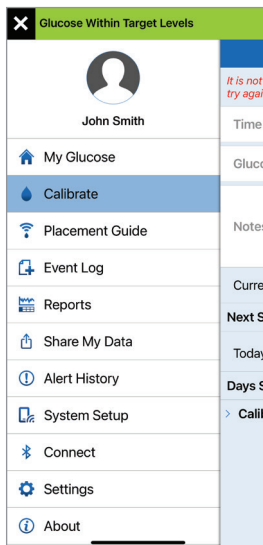 Glucose Within Target Levels
John Smith
My Glucose
Calibrate
Placement Guide
Event Log
Reports
Share My Data
Alert History
System Setup
Connect
Settings
About
It is not
try agai
Time
Gluco
Notes
Curre
Next S
Today
Days S
Calib